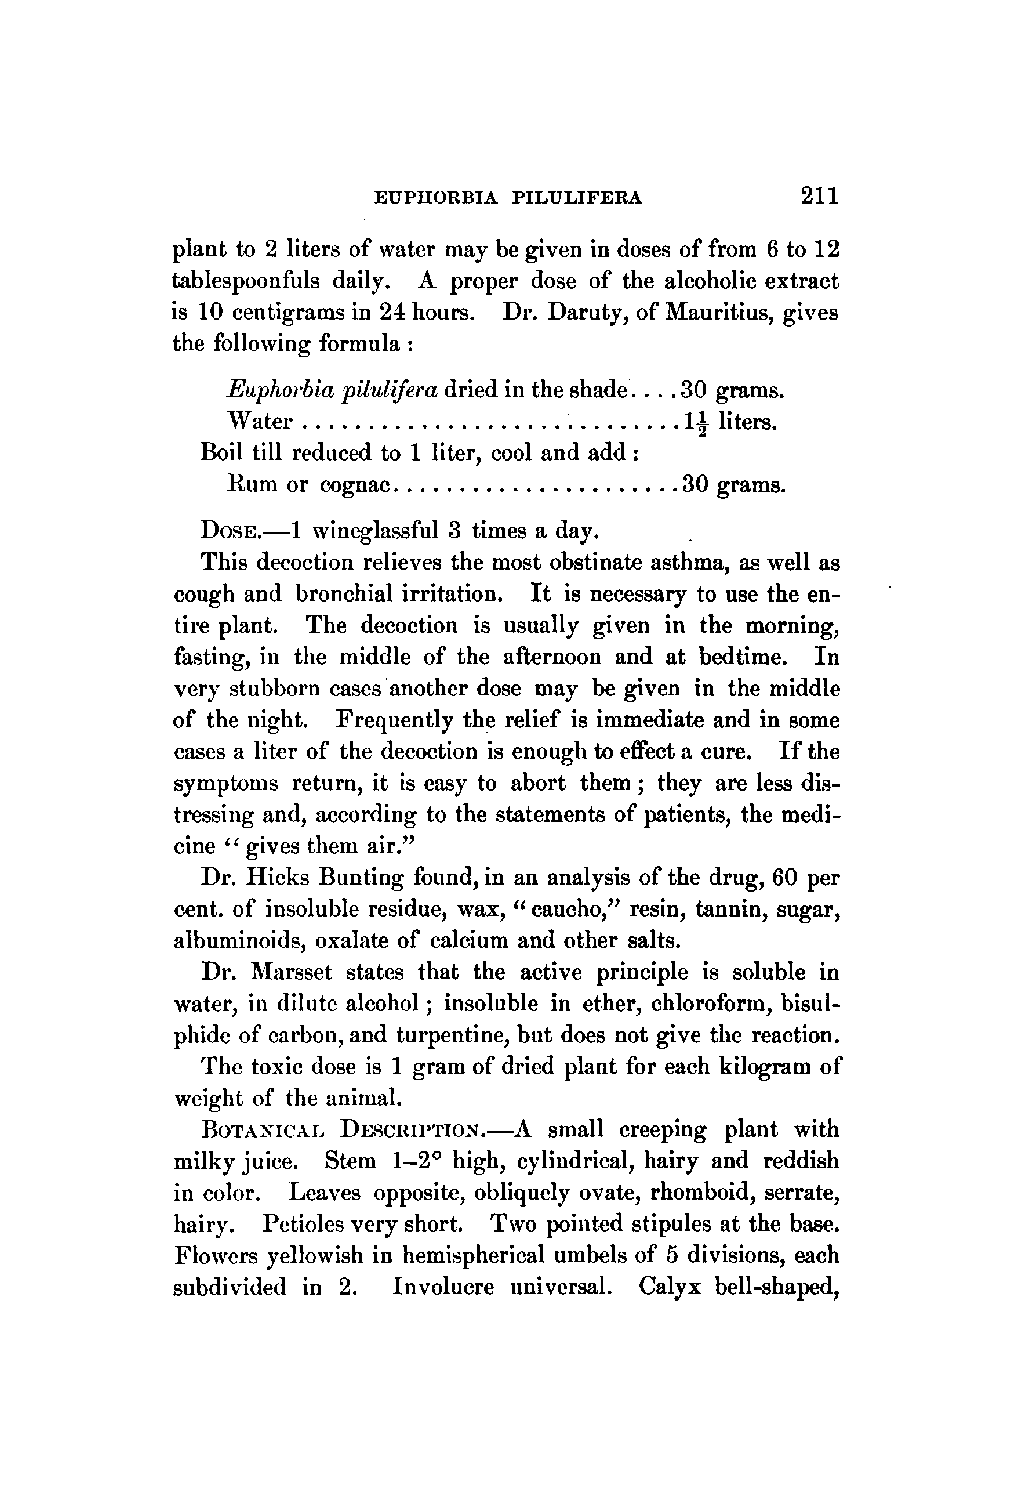 EUPHORBIA PILULIFERA 211
plant to 2 liters of water may be given in doses of from 6 to 12
tablespoonfuls daily. A proper dose of the alcoholic extract
is 10 centigrams in 24 hours. Dr. Daruty, of Mauritius, gives
the following formula :
Euphorbia pilulifera dried in the shade....30 grams.
Water .............................1½ liters.
Boil till reduced to 1 liter, cool and add :
Rum or cognac......................30 grams.
DOSE.—1 wineglassful 3 times a day.
This decoction relieves the most obstinate asthma, as well as
cough and bronchial irritation. It is necessary to use the en-
tire plant. The decoction is usually given in the morning,
fasting, in the middle of the afternoon and at bedtime. In
very stubborn cases another dose may be given in the middle
of the night. Frequently the relief is immediate and in some
cases a liter of the decoction is enough to effect a cure. If the
symptoms return, it is easy to abort them ; they are less dis-
tressing and, according to the statements of patients, the medi-
cine “ gives them air.”
Dr. Hicks Bunting found, in an analysis of the drug, 60 per
cent. of insoluble residue, wax, “ caucho,” resin, tannin, sugar,
albuminoids, oxalate of calcium and other salts.
Dr. Marsset states that the active principle is soluble in
water, in dilute alcohol ; insoluble in ether, chloroform, bisul-
phide of carbon, and turpentine, but does not give the reaction.
The toxic dose is 1 gram of dried plant for each kilogram of
weight of the animal.
BOTANICAL DESCRIPTION.—A small creeping plant with
milky juice. Stem 1–2° high, cylindrical, hairy and reddish
in color. Leaves opposite, obliquely ovate, rhomboid, serrate,
hairy. Petioles very short. Two pointed stipules at the base.
Flowers yellowish in hemispherical umbels of 5 divisions, each
subdivided in 2. Involucre universal. Calyx bell-shaped,